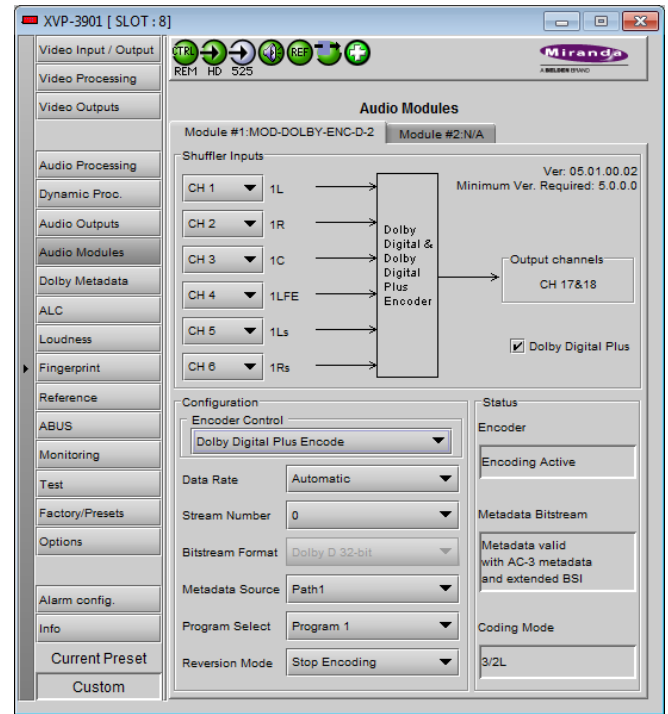 XVP-3901 [ SLOT : 8]
Video Input / Output
Video Processing
Video Outputs
Audio Processing
Dynamic Proc.
Audio Outputs
Audio Modules
Dolby Metadata
ALC
Loudness
Fingerprint
Reference
ABUS
Monitoring
Test
Factory/Presets
Options
Alarm config.
Info
Current Preset
Custom
CTRL
REF
REM HD 525
Miranda
A BELDEN BRAND
Audio Modules
Module #1:MOD-DOLBY-ENC-D-2
Module #2:N/A
Shuffler Inputs
Ver: 05.01.00.02
Minimum Ver. Required: 5.0.0.0
CH 1 1L
CH 2 1R
CH 3 1C
CH 4 1LFE
CH 5 1Ls
CH 6 1Rs
Dolby
Digital &
Dolby
Digital
Plus
Encoder
Output channels
CH 17&18
Dolby Digital Plus
Configuration
Encoder Control
Dolby Digital Plus Encode
Data Rate Automatic
Stream Number 0
Bitstream Format Dolby D 32-bit
Metadata Source Path1
Program Select Program 1
Reversion Mode Stop Encoding
Status
Encoder
Encoding Active
Metadata Bitstream
Metadata valid
with AC-3 metadata
and extended BSI
Coding Mode
3/2L